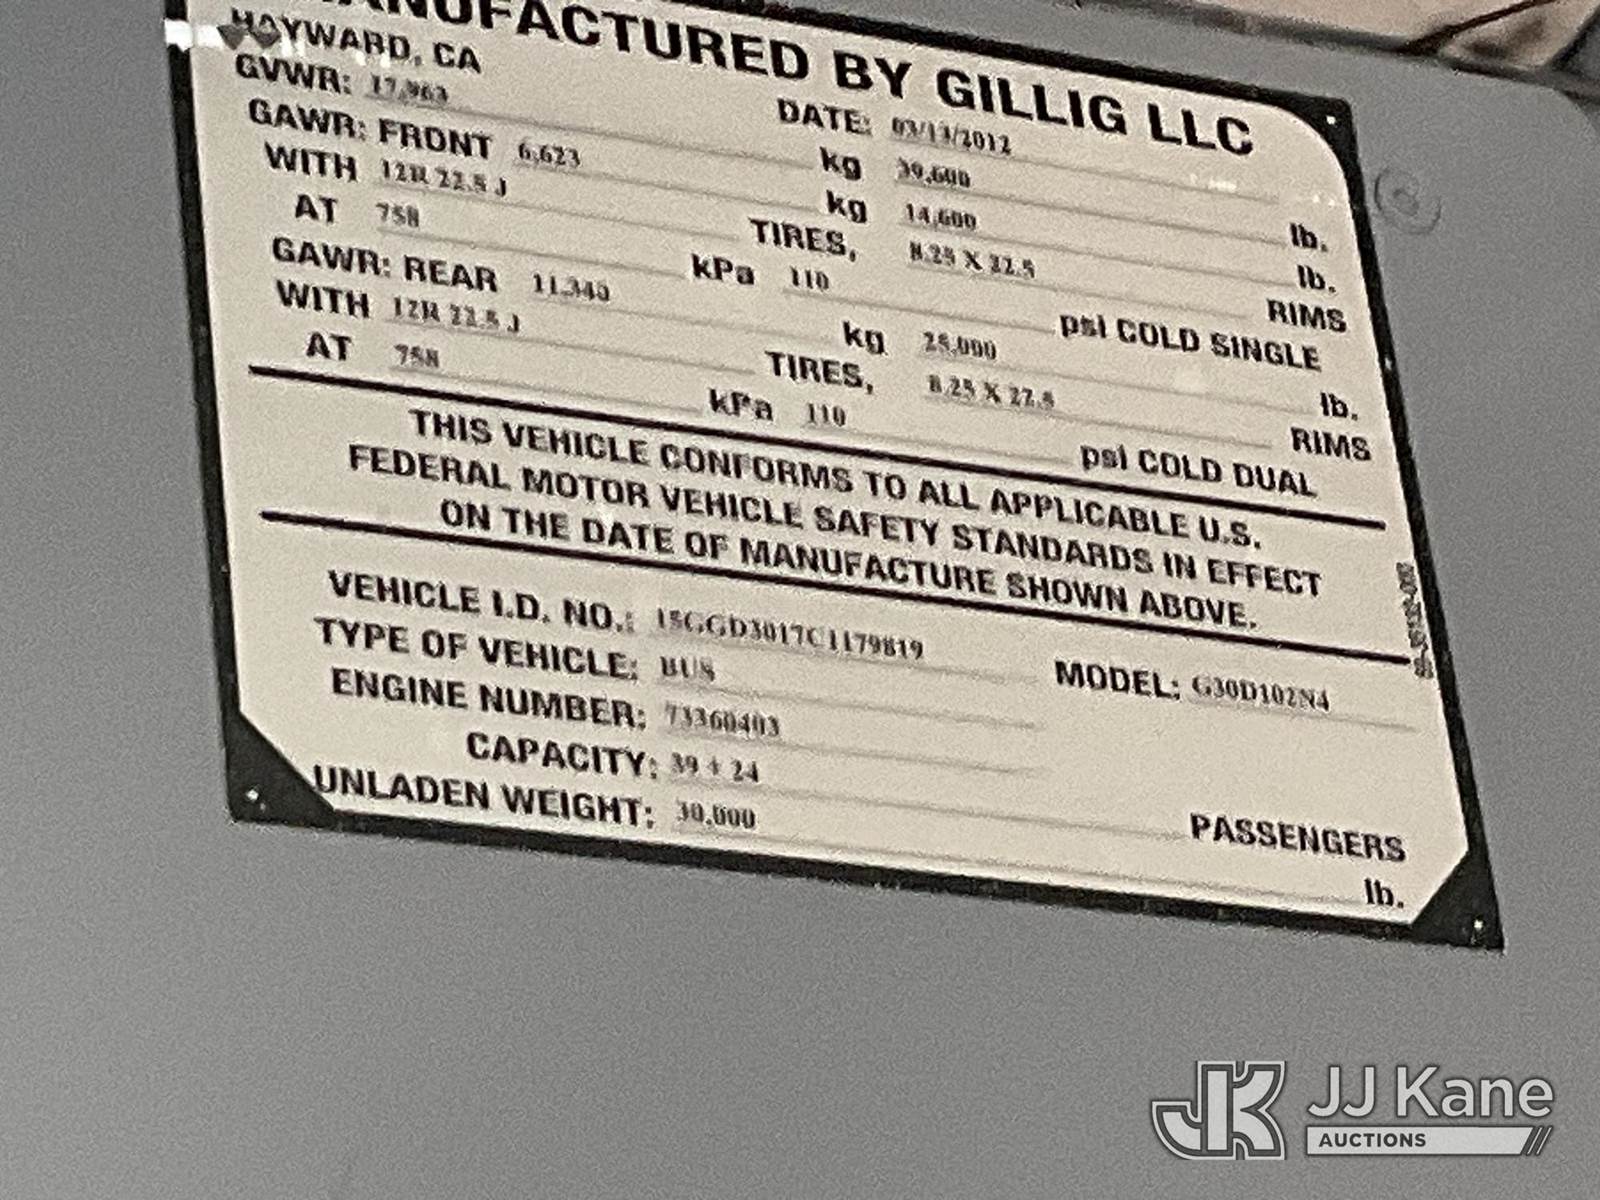 MANUFACTURED BY GILLIG LLC
HAYWARD, CA
DATE: 03/13/2012
GVWR: 17,963 kg 39,600 lb.
GAWR: FRONT 6,623 kg 14,600 lb.
WITH 12R 22.5 J TIRES, 8.25 X 22.5 RIMS
AT 758 kPa 110 psi COLD SINGLE
GAWR: REAR 11,340 kg 25,000 lb.
WITH 12R 22.5 J TIRES, 8.25 X 22.5 RIMS
AT 758 kPa 110 psi COLD DUAL
THIS VEHICLE CONFORMS TO ALL APPLICABLE U.S.
FEDERAL MOTOR VEHICLE SAFETY STANDARDS IN EFFECT
ON THE DATE OF MANUFACTURE SHOWN ABOVE.
VEHICLE I.D. NO.: 15GGD3017C1179819
TYPE OF VEHICLE: BUS MODEL: G30D102N4
ENGINE NUMBER: 73360403
CAPACITY: 39 + 24 PASSENGERS
UNLADEN WEIGHT: 30,000 lb.
JK JJ Kane
AUCTIONS